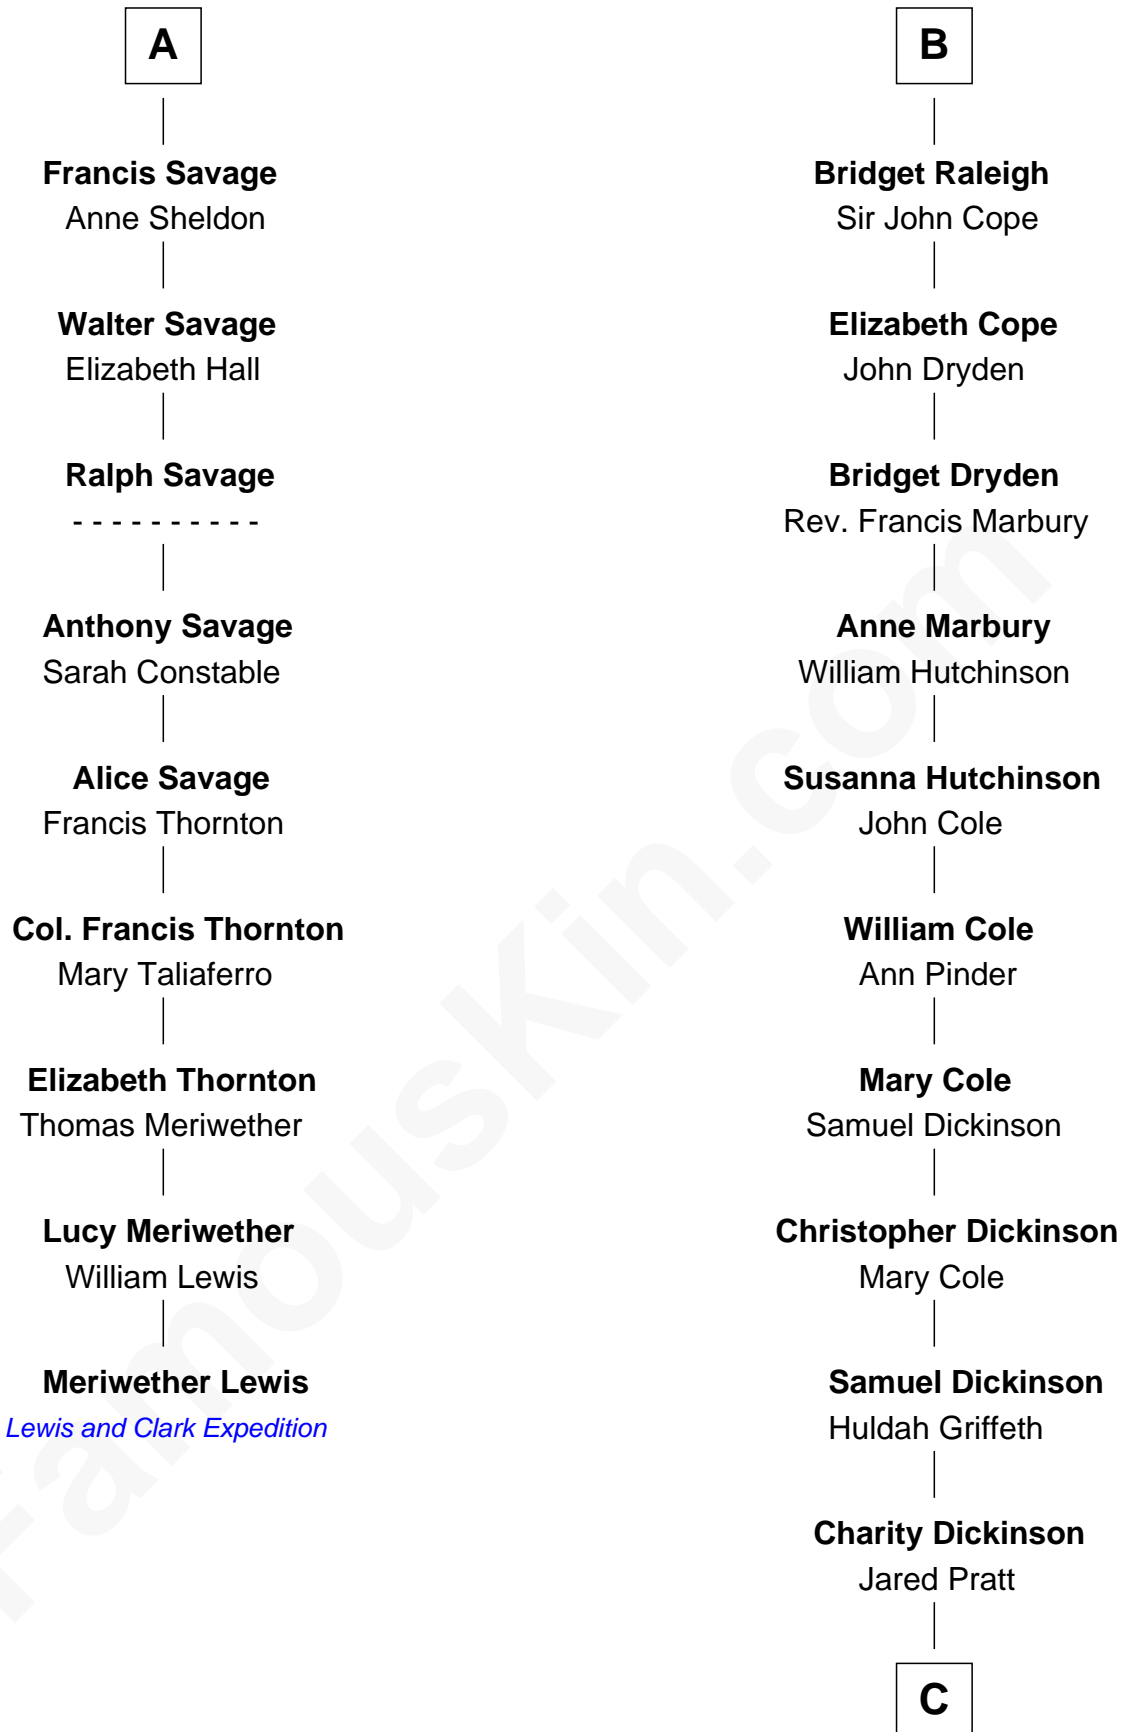 A
Francis Savage
Anne Sheldon
Walter Savage
Elizabeth Hall
Ralph Savage
- - - - - - - - - -
Anthony Savage
Sarah Constable
Alice Savage
Francis Thornton
Col. Francis Thornton
Mary Taliaferro
Elizabeth Thornton
Thomas Meriwether
Lucy Meriwether
William Lewis
Meriwether Lewis
Lewis and Clark Expedition
B
Bridget Raleigh
Sir John Cope
Elizabeth Cope
John Dryden
Bridget Dryden
Rev. Francis Marbury
Anne Marbury
William Hutchinson
Susanna Hutchinson
John Cole
William Cole
Ann Pinder
Mary Cole
Samuel Dickinson
Christopher Dickinson
Mary Cole
Samuel Dickinson
Huldah Griffeth
Charity Dickinson
Jared Pratt
C
FamousKin.com